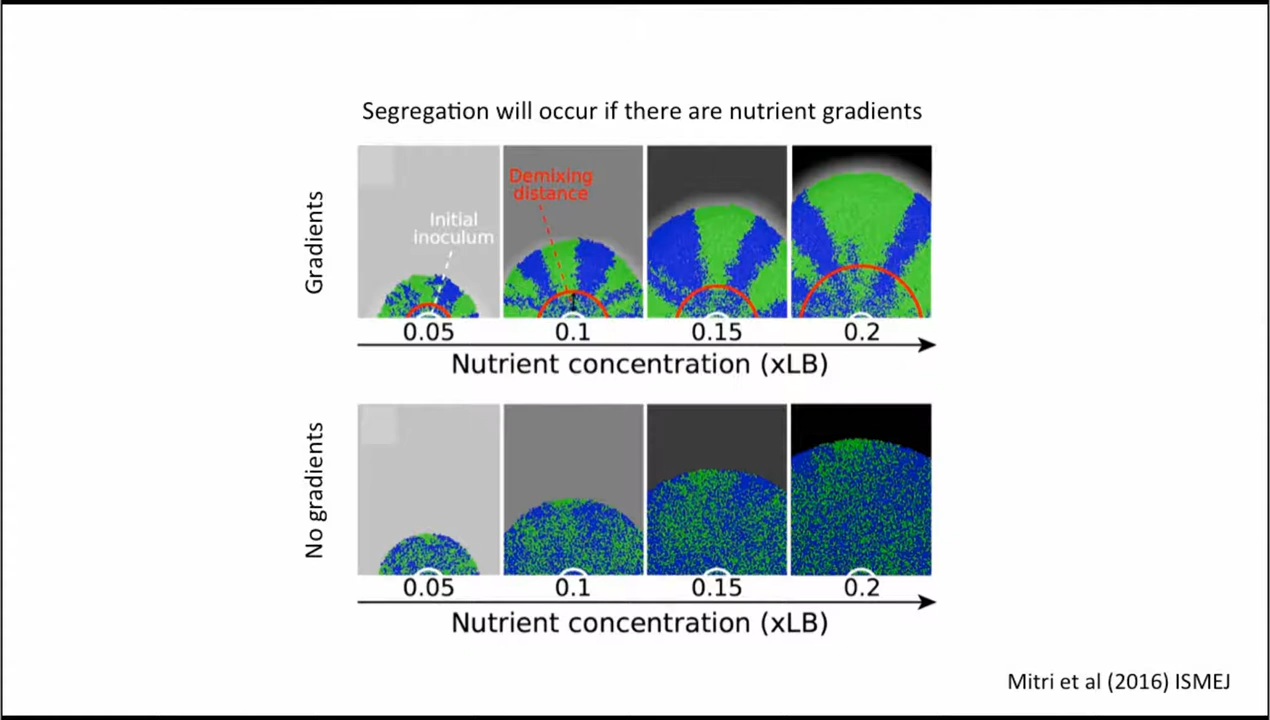 Segregation will occur if there are nutrient gradients
Gradients
Demixing
distance
Initial
inoculum
0.05
0.1
0.15
0.2
Nutrient concentration (xLB)
No gradients
0.05
0.1
0.15
0.2
Nutrient concentration (xLB)
Mitri et al (2016) ISMEJ